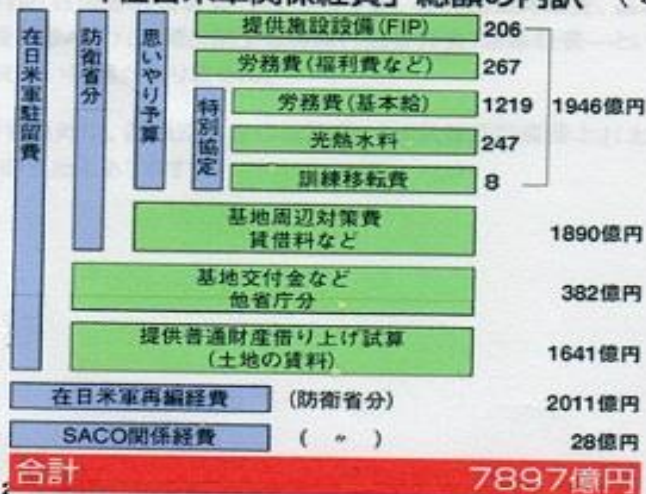 在日米軍駐留費
防衛省分
思いやり予算
提供施設設備(FIP) 206
労務費(福利費など) 267
特別協定
労務費(基本給) 1219
1946億円
光熱水料 247
訓練移転費 8
基地周辺対策費
賃借料など
1890億円
基地交付金など
他省庁分
382億円
提供普通財産借り上げ試算
(土地の賃料)
1641億円
在日米軍再編経費 (防衛省分) 2011億円
SACO関係経費 ( 〃 ) 28億円
合計 7897億円